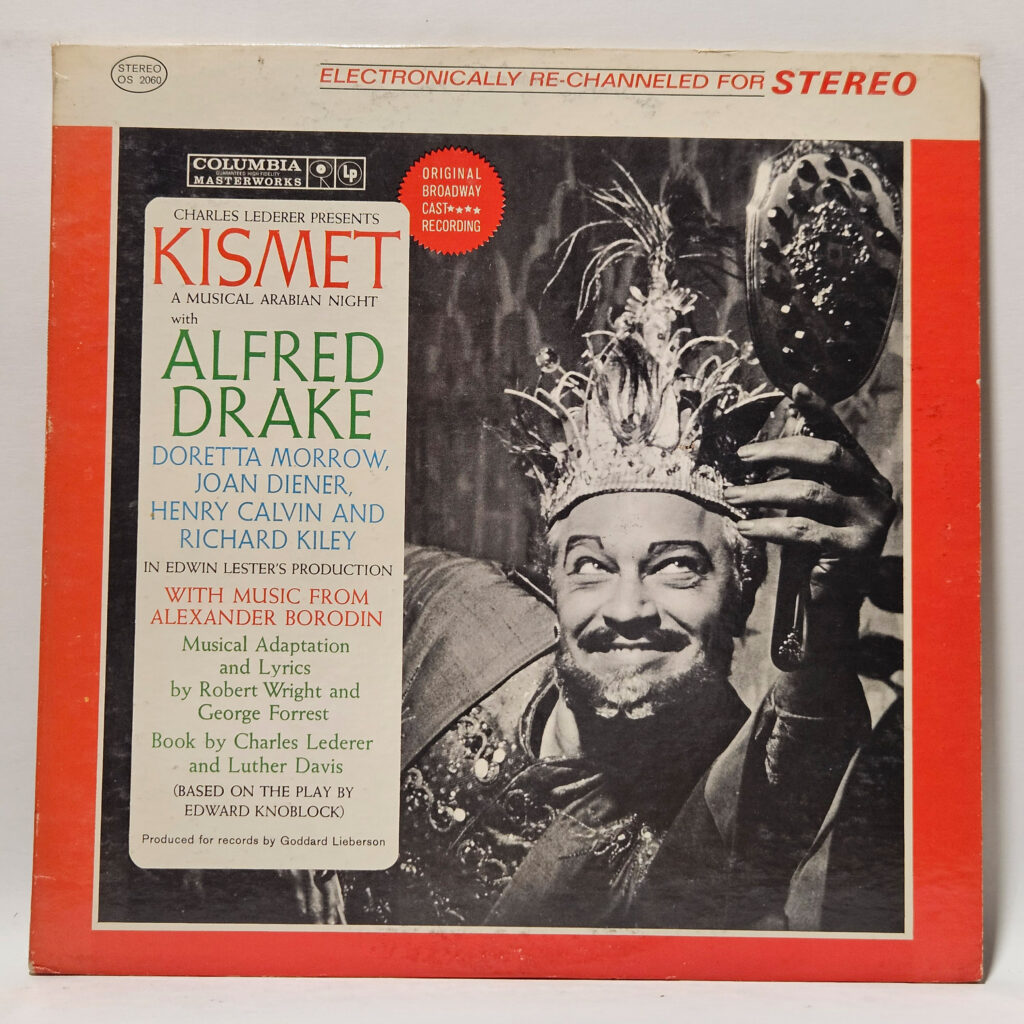 STEREO
OS 2060
ELECTRONICALLY RE-CHANNELED FOR STEREO
COLUMBIA
GUARANTEED HIGH FIDELITY
MASTERWORKS
LP
ORIGINAL
BROADWAY
CAST★★★★
RECORDING
CHARLES LEDERER PRESENTS
KISMET
A MUSICAL ARABIAN NIGHT
with
ALFRED
DRAKE
DORETTA MORROW,
JOAN DIENER,
HENRY CALVIN AND
RICHARD KILEY
IN EDWIN LESTER'S PRODUCTION
WITH MUSIC FROM
ALEXANDER BORODIN
Musical Adaptation
and Lyrics
by Robert Wright and
George Forrest
Book by Charles Lederer
and Luther Davis
(BASED ON THE PLAY BY
EDWARD KNOBLOCK)
Produced for records by Goddard Lieberson